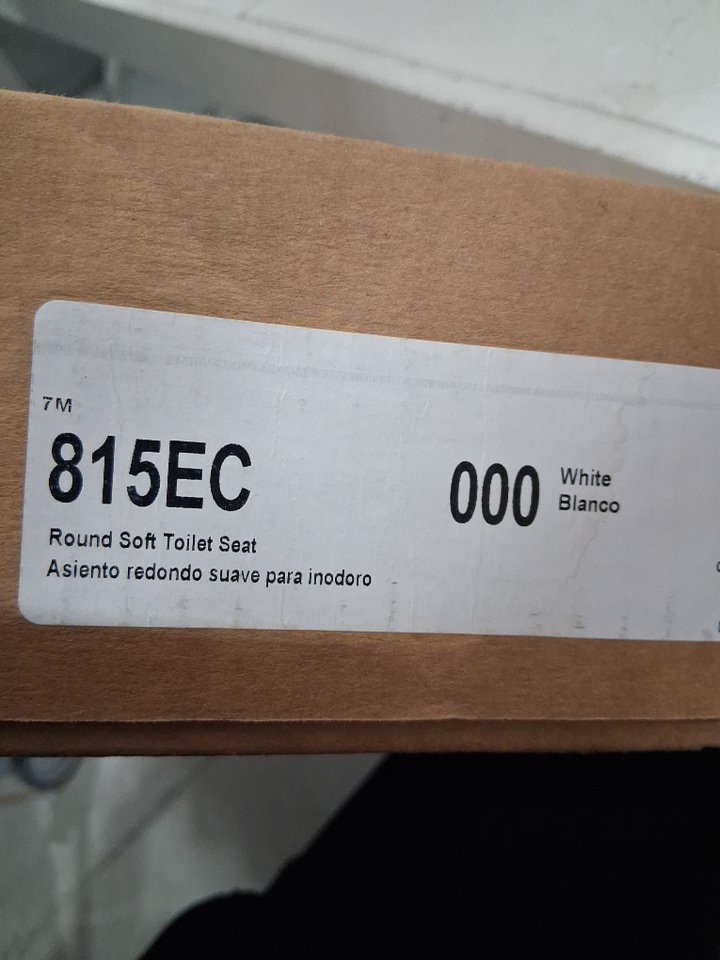 7M
815EC
000
White
Blanco
Round Soft Toilet Seat
Asiento redondo suave para inodoro